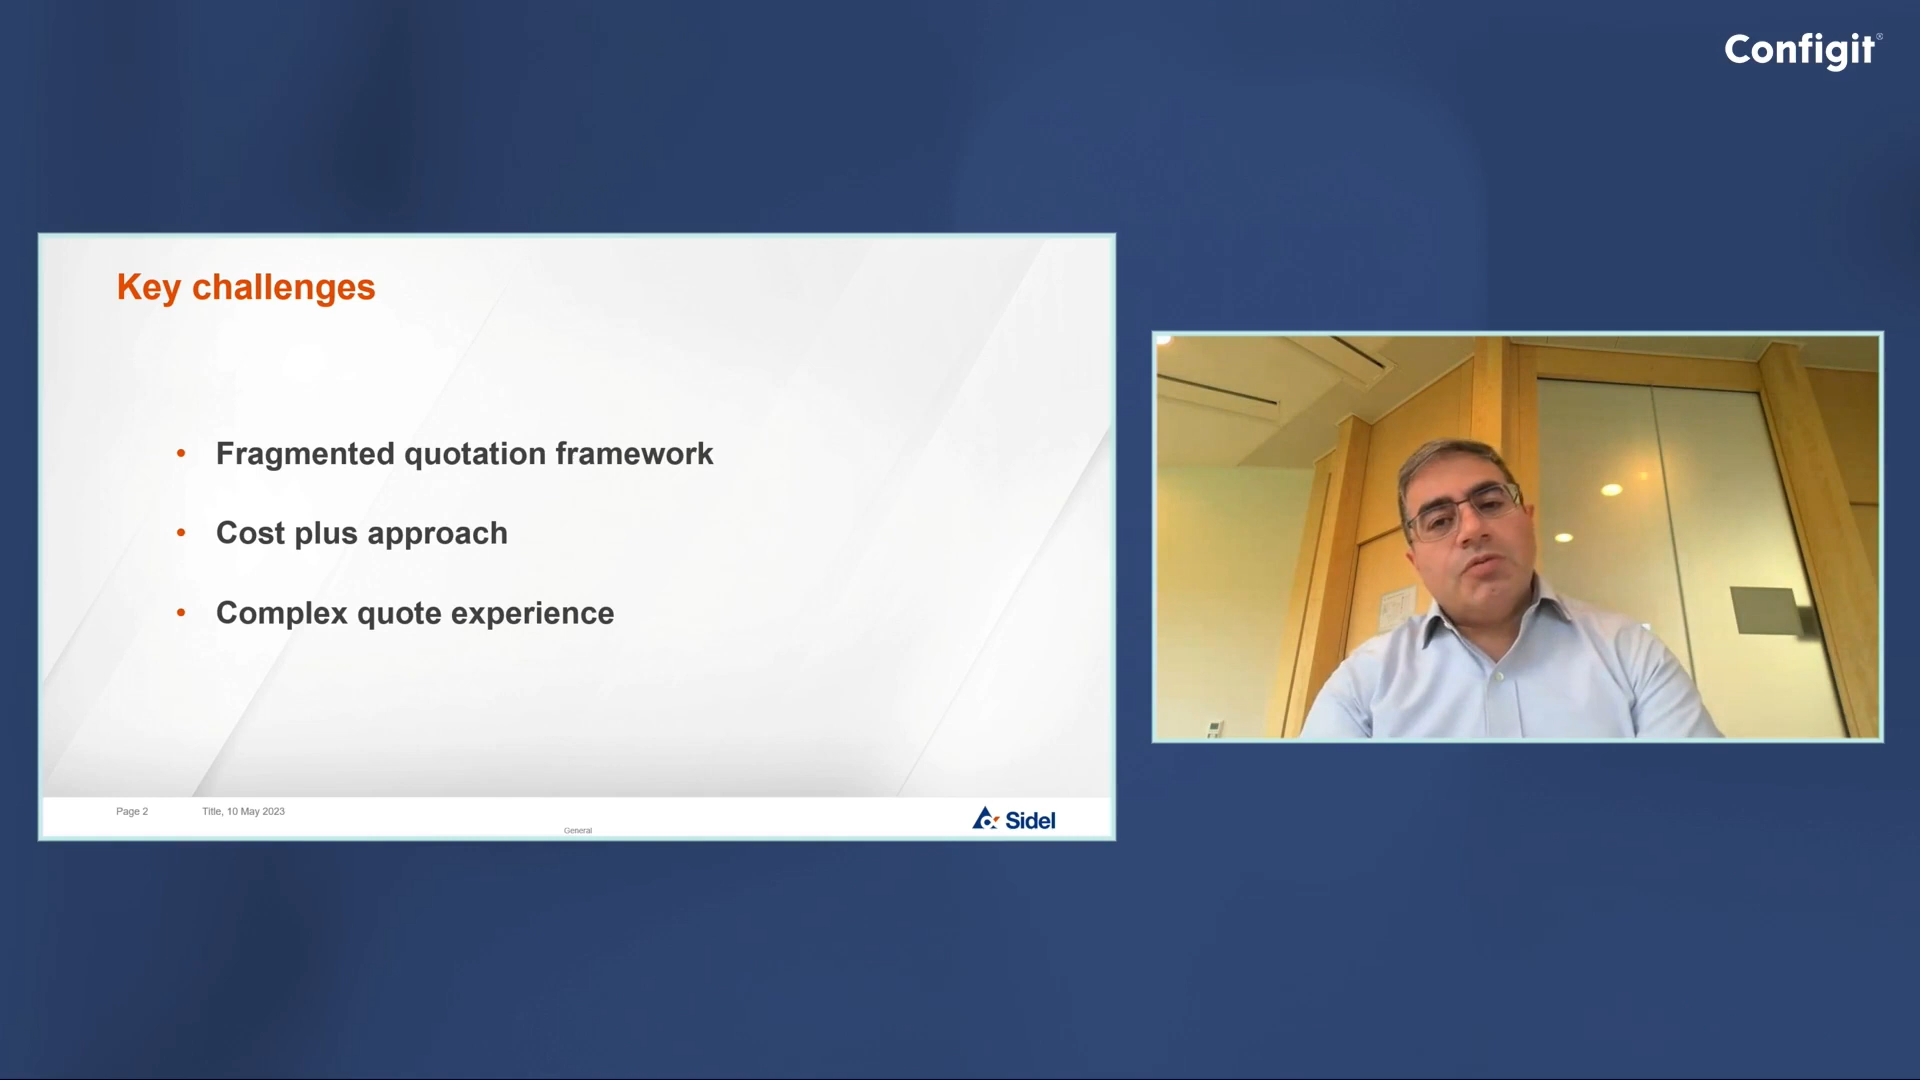 Configit®
Key challenges
• Fragmented quotation framework
• Cost plus approach
• Complex quote experience
Page 2 Title, 10 May 2023
General
Sidel